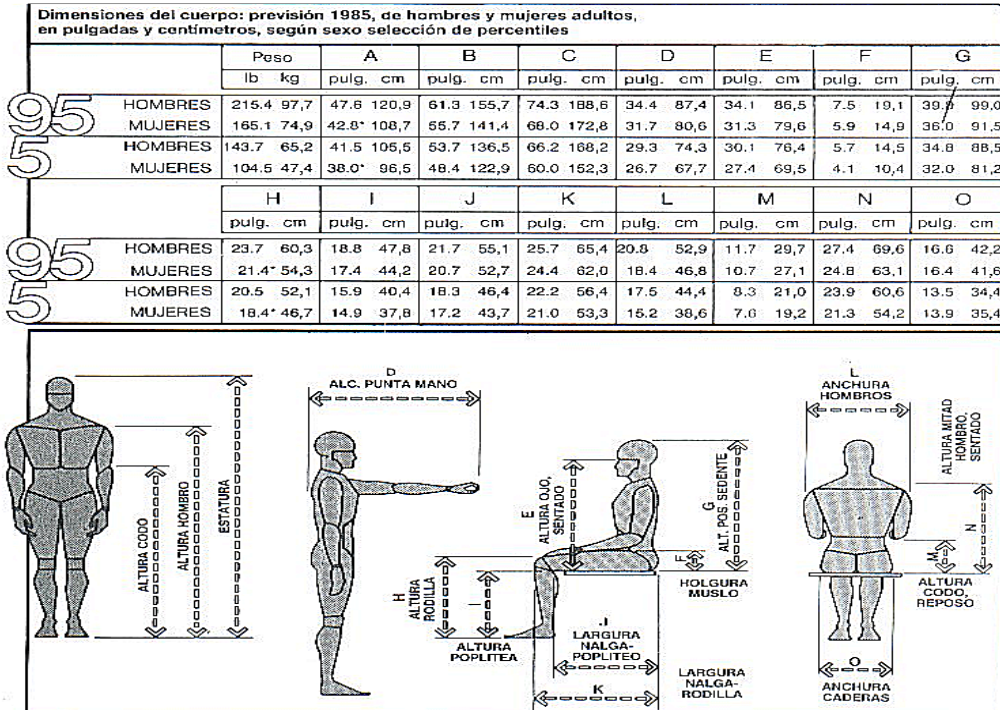 Dimensiones del cuerpo: previsión 1985, de hombres y mujeres adultos,
en pulgadas y centímetros, según sexo selección de percentiles
Peso A B C D E F G
lb kg pulg. cm pulg. cm pulg. cm pulg. cm pulg. cm pulg. cm pulg. cm
95 HOMBRES 215.4 97,7 47.6 120,9 61.3 155,7 74.3 188,6 34.4 87,4 34.1 86,5 7.5 19,1 99,0
MUJERES 165.1 74,9 42.8* 108,7 55.7 141,4 68.0 172,8 31.7 80,6 31.3 79,6 5.9 14,9 36.0 91,5
5 HOMBRES 143.7 65,2 41.5 105,5 53.7 136,5 66.2 168,2 29.3 74,3 30.1 76,4 5.7 14,5 34.8 88,5
MUJERES 104.5 47,4 38.0* 96,5 48.4 122,9 60.0 152,3 26.7 67,7 27.4 69,5 4.1 10,4 32.0 81,2
H I J K L M N O
pulg. cm pulg. cm pulg. cm pulg. cm pulg. cm pulg. cm pulg. cm pulg. cm
95 HOMBRES 23.7 60,3 18.8 47,8 21.7 55,1 25.7 65,4 20.8 52,9 11.7 29,7 27.4 69,6 16.6 42,2
MUJERES 21.4* 54,3 17.4 44,2 20.7 52,7 24.4 62,0 18.4 46,8 10.7 27,1 24.8 63,1 16.4 41,6
5 HOMBRES 20.5 52,1 15.9 40,4 18.3 46,4 22.2 56,4 17.5 44,4 8.3 21,0 23.9 60,6 13.5 34,4
MUJERES 18.4* 46,7 14.9 37,8 17.2 43,7 21.0 53,3 15.2 38,6 7.6 19,2 21.3 54,2 13.9 35,4
ALTURA CODO
ALTURA HOMBRO
ESTATURA
D
ALC. PUNTA MANO
H
ALTURA
RODILLA
I
ALTURA
POPLITEA
E
ALTURA OJO,
SENTADO
G
ALT. POS. SEDENTE
F
HOLGURA
MUSLO
J
LARGURA
NALGA-
POPLITEO
K
LARGURA
NALGA-
RODILLA
L
ANCHURA
HOMBROS
ALTURA MITAD
HOMBRO,
SENTADO
N
M
ALTURA
CODO,
REPOSO
O
ANCHURA
CADERAS